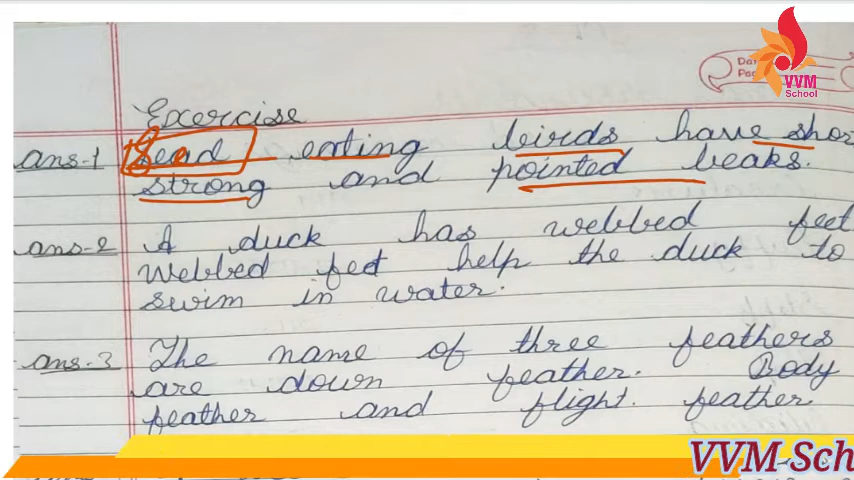 VVM
School
Exercise
ans-1 Sead eating birds have shor
strong and pointed beaks.
ans-2 A duck has webbed feet
webbed feet help the duck to
swim in water.
ans-3 The name of three feathers
are down feather. Body
feather and flight. feather.
VVM Sch